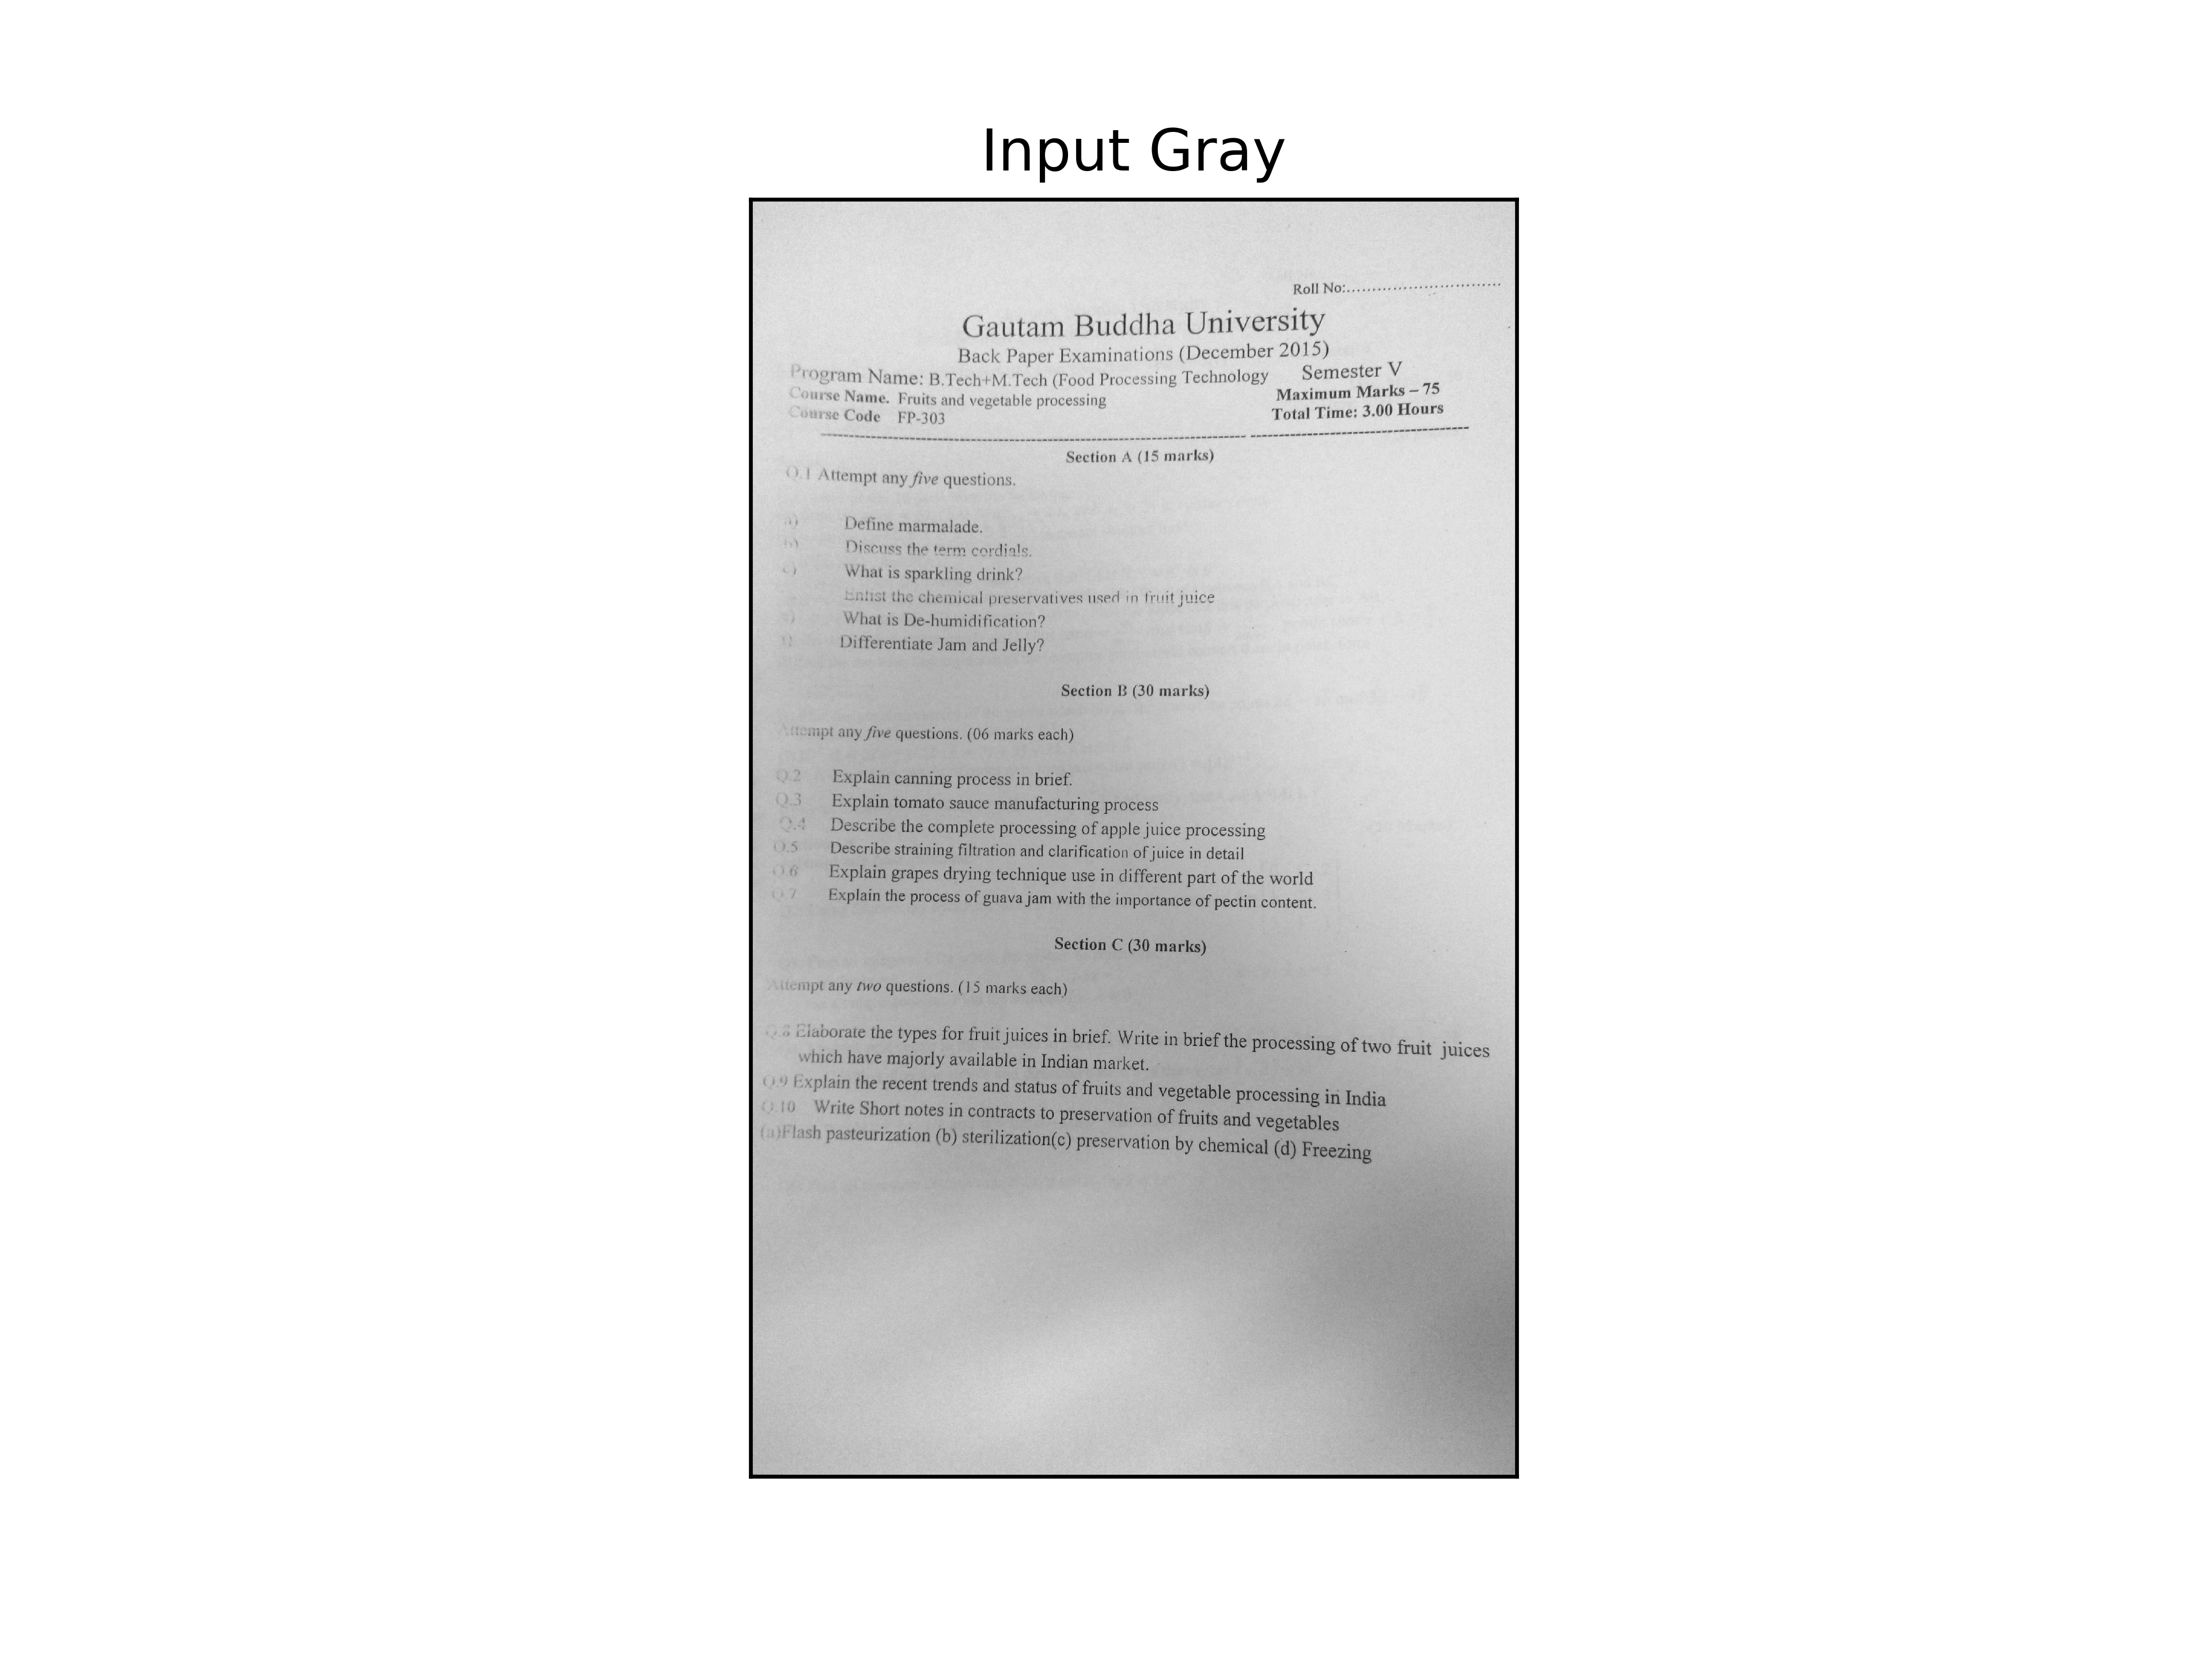 Input Gray
Roll No:..............................
Gautam Buddha University
Back Paper Examinations (December 2015)
Program Name: B.Tech+M.Tech (Food Processing Technology Semester V
Course Name. Fruits and vegetable processing Maximum Marks – 75
Course Code FP-303 Total Time: 3.00 Hours
Section A (15 marks)
Q.1 Attempt any five questions.
a) Define marmalade.
b) Discuss the term cordials.
c) What is sparkling drink?
Enlist the chemical preservatives used in fruit juice
What is De-humidification?
Differentiate Jam and Jelly?
Section B (30 marks)
Attempt any five questions. (06 marks each)
Q.2 Explain canning process in brief.
Q.3 Explain tomato sauce manufacturing process
Q.4 Describe the complete processing of apple juice processing
Q.5 Describe straining filtration and clarification of juice in detail
Q.6 Explain grapes drying technique use in different part of the world
Q.7 Explain the process of guava jam with the importance of pectin content.
Section C (30 marks)
Attempt any two questions. (15 marks each)
Q.8 Elaborate the types for fruit juices in brief. Write in brief the processing of two fruit juices
which have majorly available in Indian market.
Q.9 Explain the recent trends and status of fruits and vegetable processing in India
Q.10 Write Short notes in contracts to preservation of fruits and vegetables
(a)Flash pasteurization (b) sterilization(c) preservation by chemical (d) Freezing